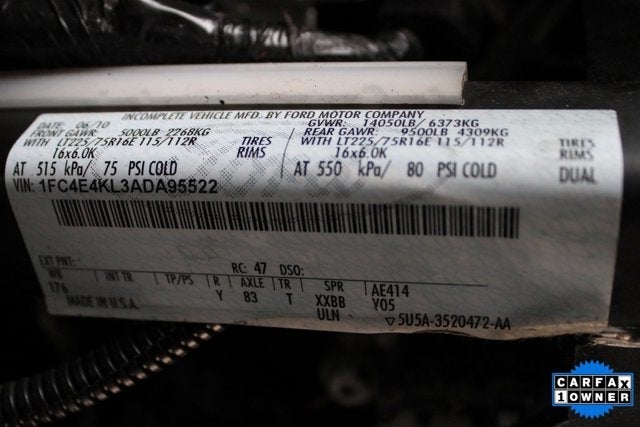 INCOMPLETE VEHICLE MFD. BY FORD MOTOR COMPANY
DATE: 06/10 GVWR: 14050LB/ 6373KG
FRONT GAWR: 5000LB 2268KG REAR GAWR: 9500LB 4309KG
WITH LT225/75R16E 115/112R TIRES WITH LT225/75R16E 115/112R TIRES
16x6.0K RIMS 16x6.0K RIMS
AT 515 kPa/ 75 PSI COLD AT 550 kPa/ 80 PSI COLD DUAL
VIN: 1FC4E4KL3ADA95522
EXT PNT: RC: 47 DSO:
WB INT TR TP/PS R AXLE TR SPR AE414
176 Y 83 T XXBB Y05
MADE IN U.S.A. ULN ▽5U5A-3520472-AA
CARFAX
1 OWNER